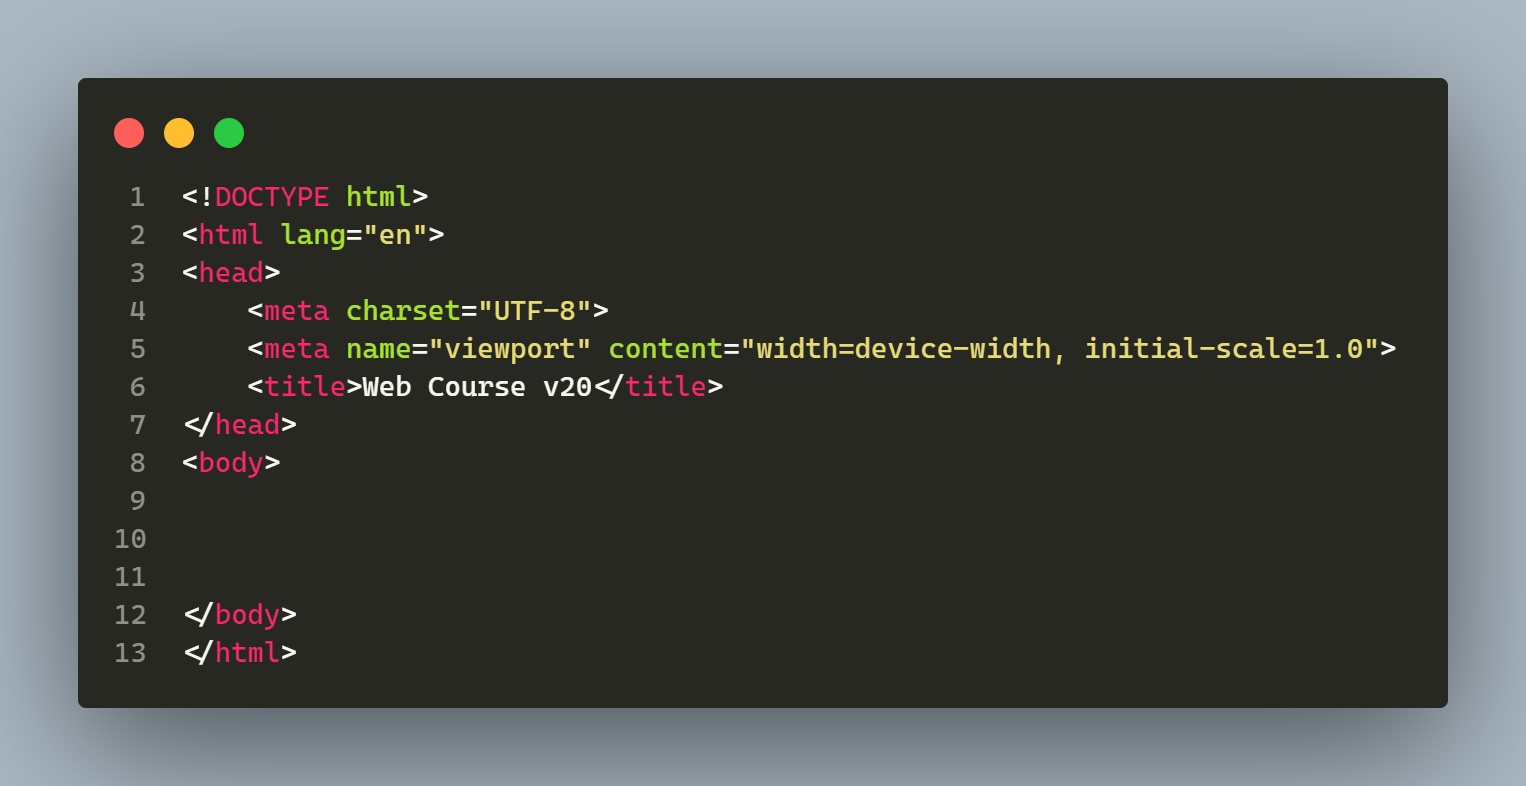 1 <!DOCTYPE html>
2 <html lang="en">
3 <head>
4     <meta charset="UTF-8">
5     <meta name="viewport" content="width=device-width, initial-scale=1.0">
6     <title>Web Course v20</title>
7 </head>
8 <body>
9
10
11
12 </body>
13 </html>